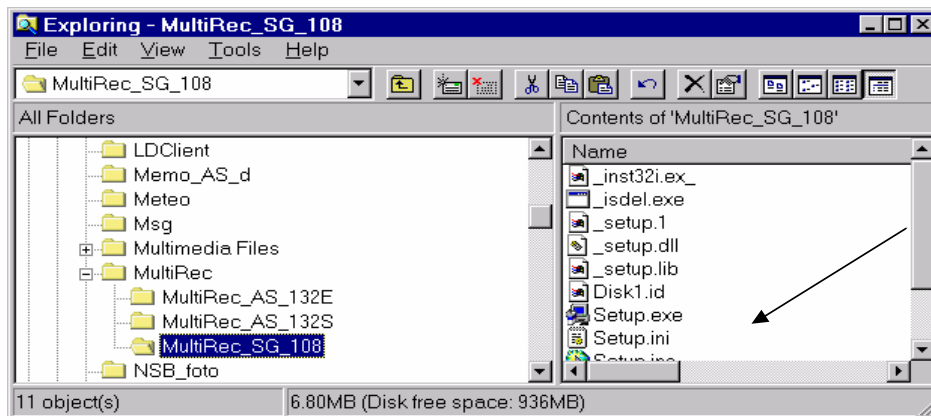 Exploring - MultiRec_SG_108
File Edit View Tools Help
MultiRec_SG_108
All Folders
Contents of 'MultiRec_SG_108'
LDClient
Memo_AS_d
Meteo
Msg
Multimedia Files
MultiRec
MultiRec_AS_132E
MultiRec_AS_132S
MultiRec_SG_108
NSB_foto
Name
_inst32i.ex_
_isdel.exe
_setup.1
_setup.dll
_setup.lib
Disk1.id
Setup.exe
Setup.ini
11 object(s)
6.80MB (Disk free space: 936MB)